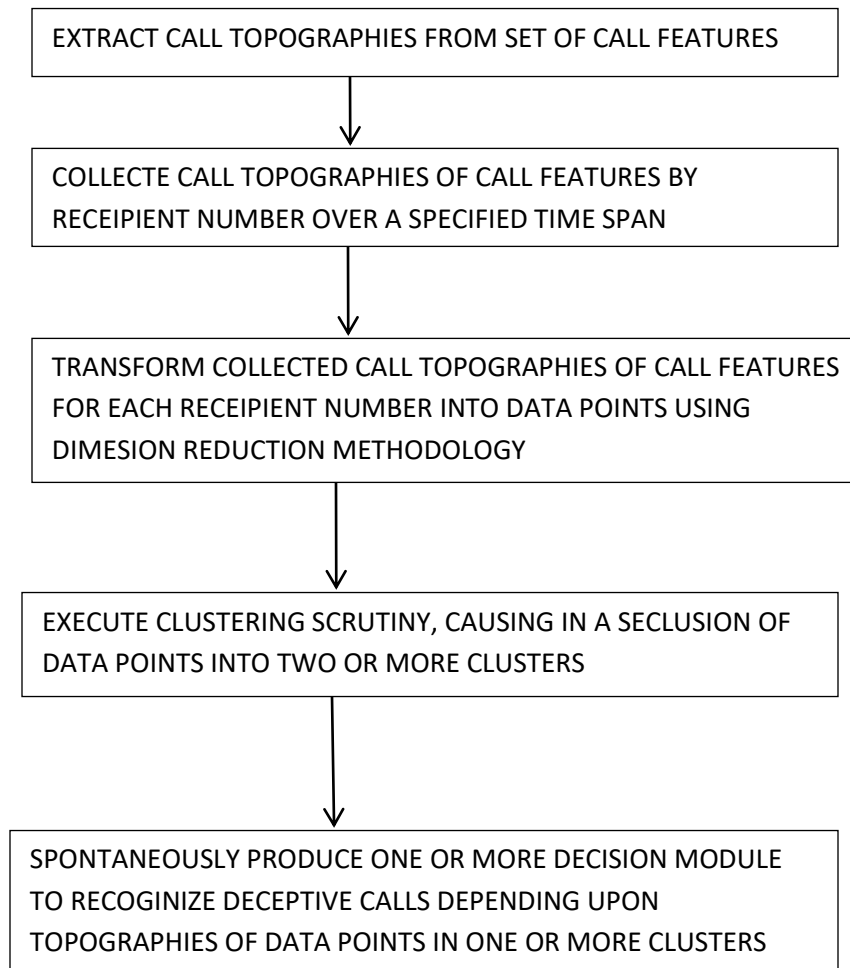 EXTRACT CALL TOPOGRAPHIES FROM SET OF CALL FEATURES
COLLECTE CALL TOPOGRAPHIES OF CALL FEATURES BY
RECEIPIENT NUMBER OVER A SPECIFIED TIME SPAN
TRANSFORM COLLECTED CALL TOPOGRAPHIES OF CALL FEATURES
FOR EACH RECEIPIENT NUMBER INTO DATA POINTS USING
DIMESION REDUCTION METHODOLOGY
EXECUTE CLUSTERING SCRUTINY, CAUSING IN A SECLUSION OF
DATA POINTS INTO TWO OR MORE CLUSTERS
SPONTANEOUSLY PRODUCE ONE OR MORE DECISION MODULE
TO RECOGINIZE DECEPTIVE CALLS DEPENDING UPON
TOPOGRAPHIES OF DATA POINTS IN ONE OR MORE CLUSTERS